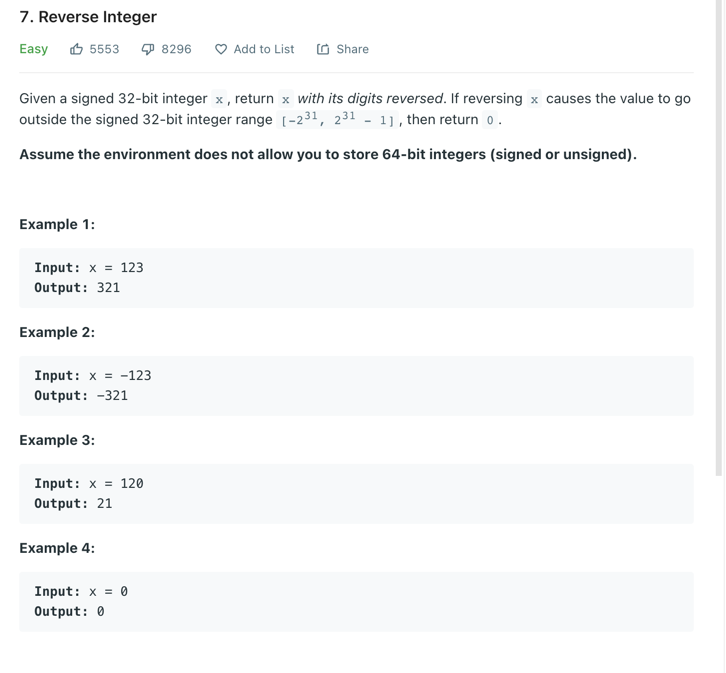 7. Reverse Integer
Easy 5553 8296 Add to List Share
Given a signed 32-bit integer x, return x with its digits reversed. If reversing x causes the value to go
outside the signed 32-bit integer range [-2³¹, 2³¹ - 1], then return 0.
Assume the environment does not allow you to store 64-bit integers (signed or unsigned).
Example 1:
Input: x = 123
Output: 321
Example 2:
Input: x = -123
Output: -321
Example 3:
Input: x = 120
Output: 21
Example 4:
Input: x = 0
Output: 0